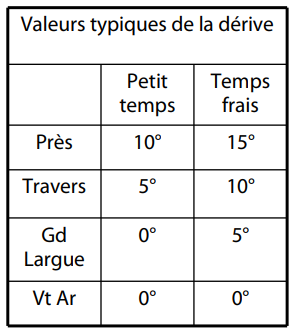 Valeurs typiques de la dérive
Petit temps Temps frais
Près 10° 15°
Travers 5° 10°
Gd Largue 0° 5°
Vt Ar 0° 0°